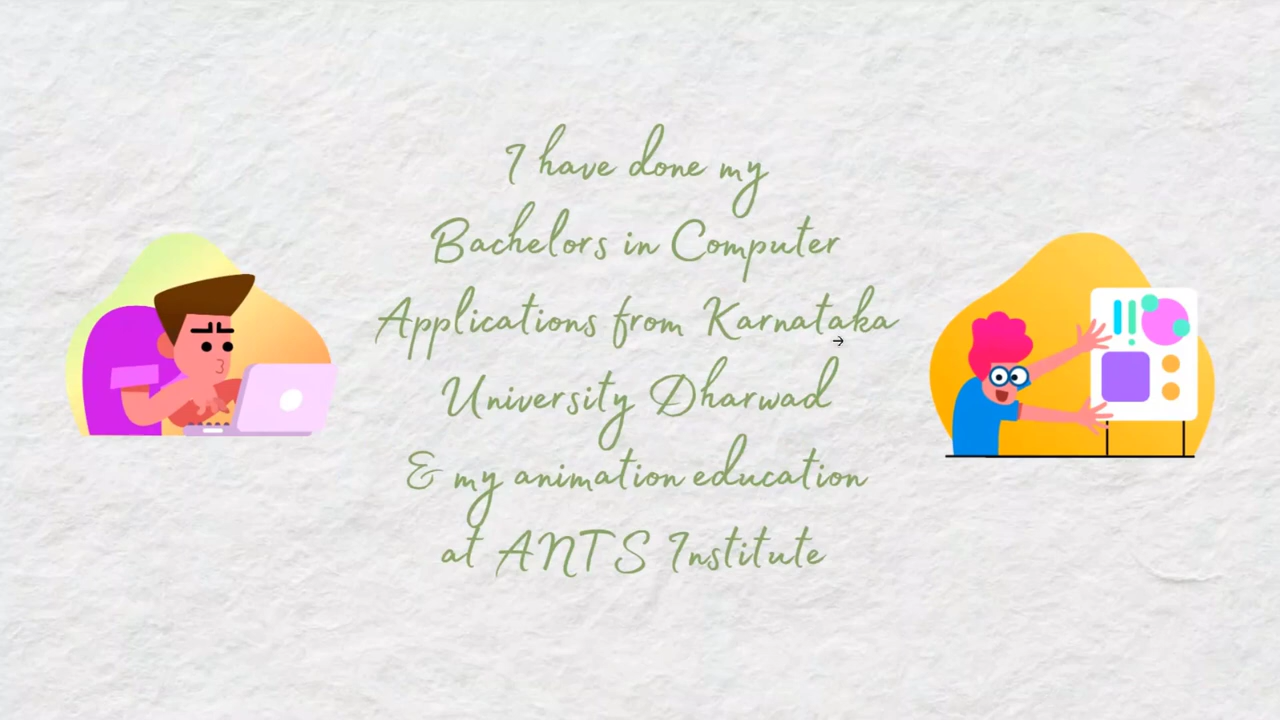 I have done my
Bachelors in Computer
Applications from Karnataka
University Dharwad
& my animation education
at ANTS Institute